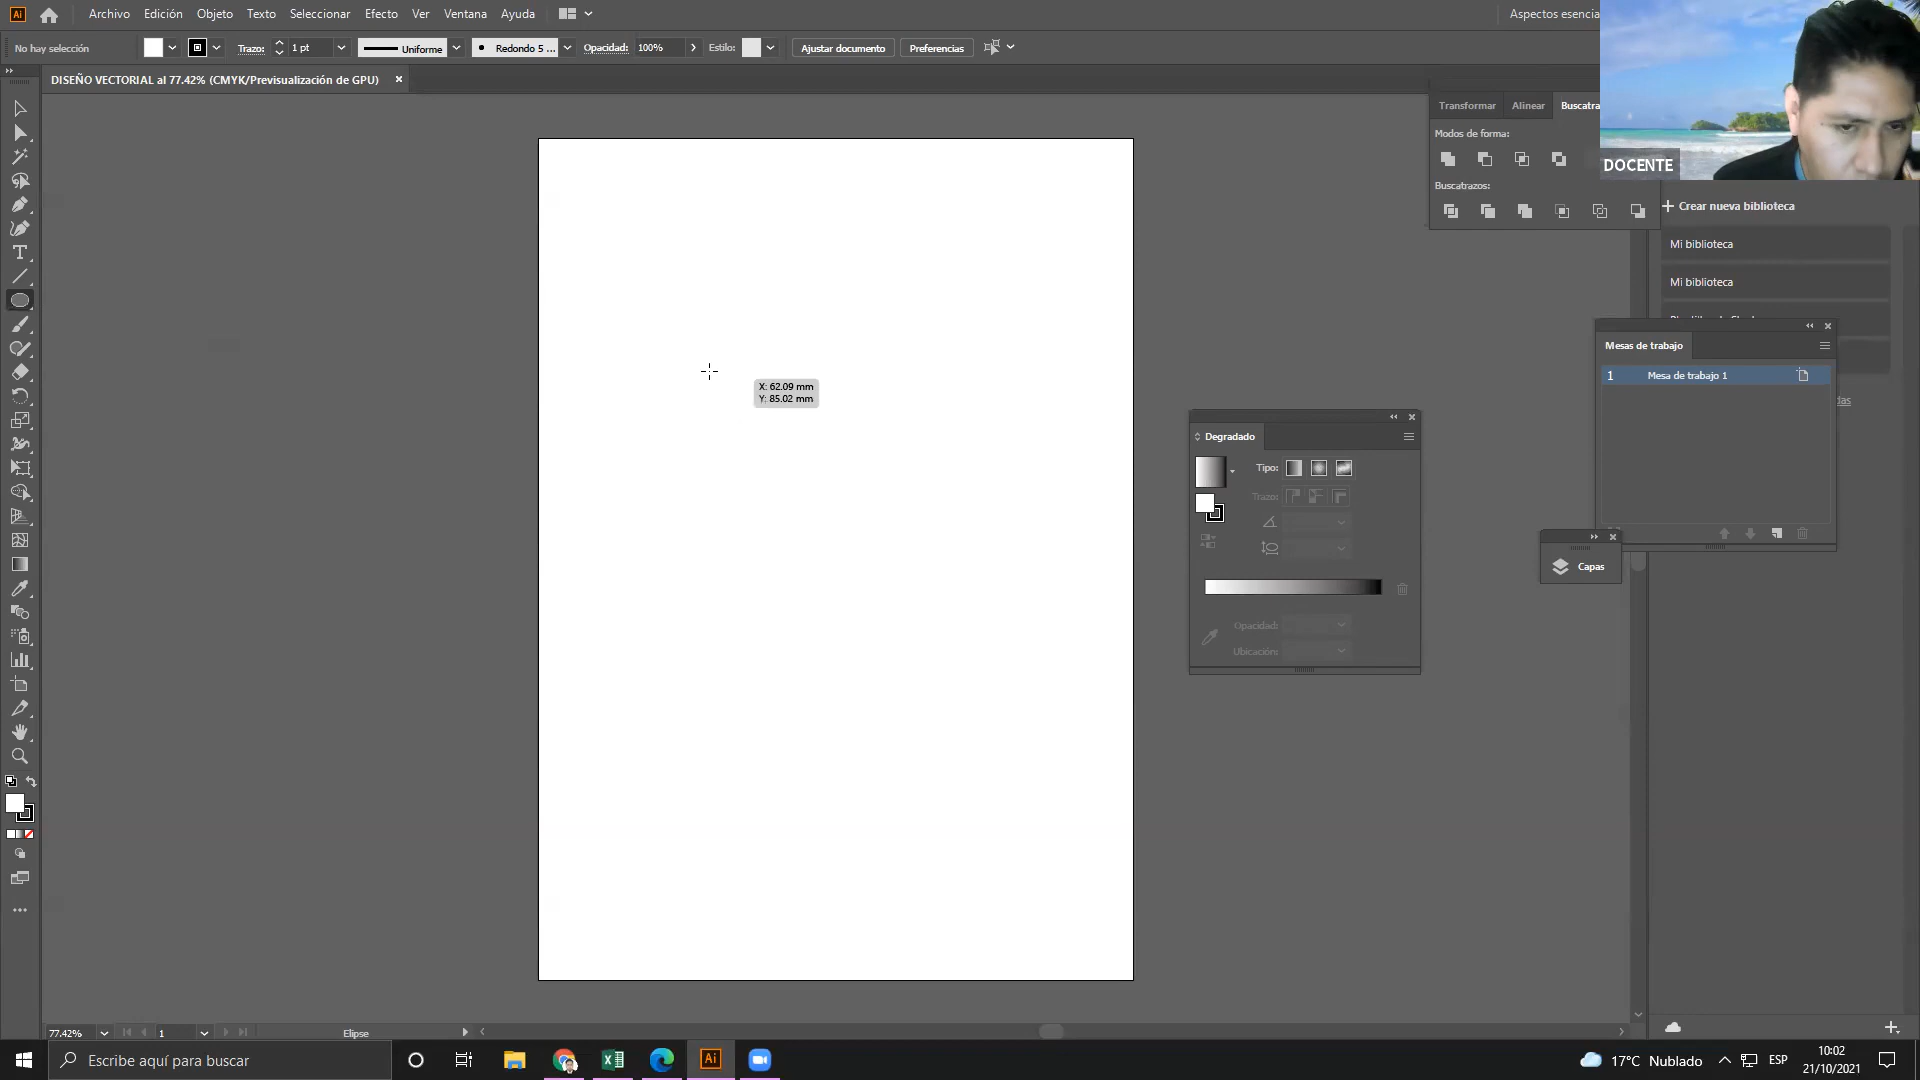 Ai
Archivo Edición Objeto Texto Seleccionar Efecto Ver Ventana Ayuda
Aspectos esencia
No hay selección
Trazo: 1 pt
Uniforme
Redondo 5 ...
Opacidad: 100%
Estilo:
Ajustar documento
Preferencias
DISEÑO VECTORIAL al 77.42% (CMYK/Previsualización de GPU)
Transformar Alinear Buscatra
Modos de forma:
Buscatrazos:
DOCENTE
Crear nueva biblioteca
Mi biblioteca
Mi biblioteca
Mesas de trabajo
1 Mesa de trabajo 1
das
X: 62.09 mm
Y: 85.02 mm
Degradado
Tipo:
Trazo:
Opacidad:
Ubicación:
Capas
77.42%
1
Elipse
Escribe aquí para buscar
Ai
17°C Nublado
ESP
10:02
21/10/2021